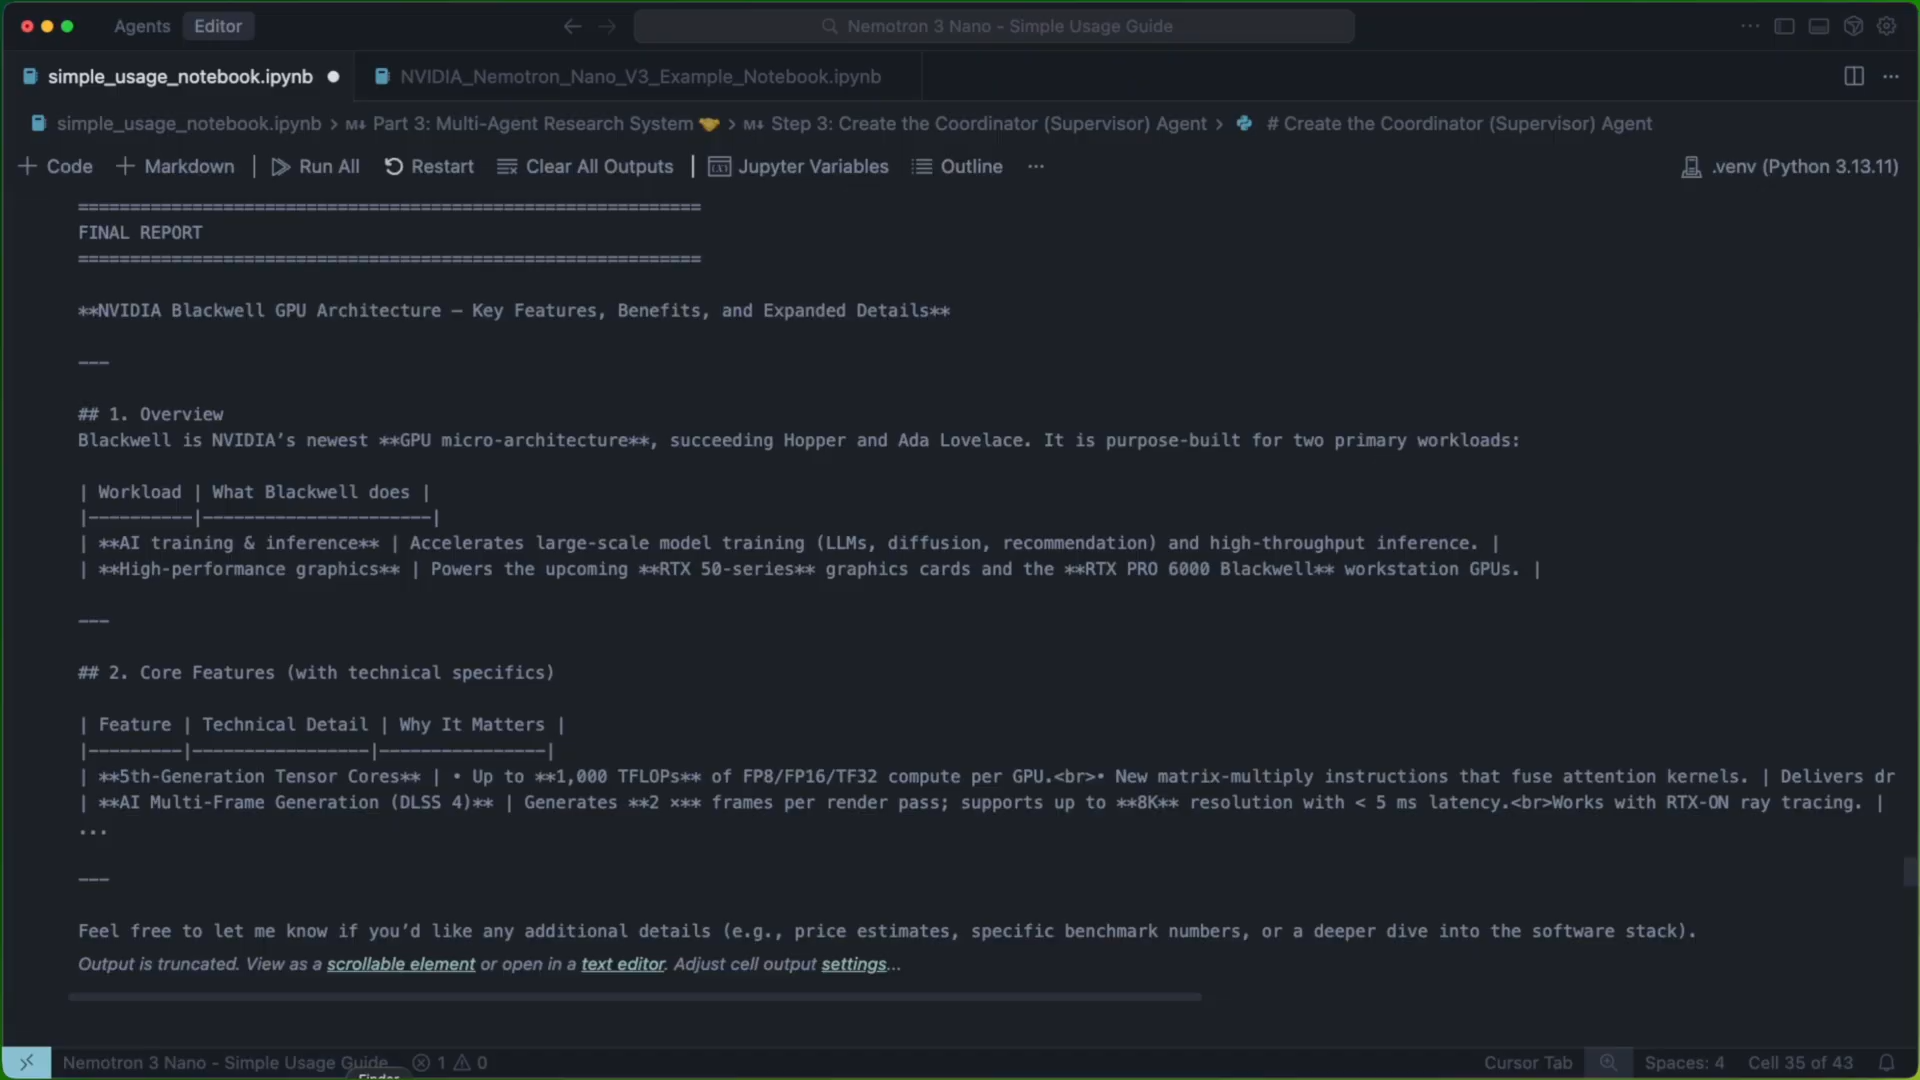 Agents Editor Nemotron 3 Nano - Simple Usage Guide
simple_usage_notebook.ipynb NVIDIA_Nemotron_Nano_V3_Example_Notebook.ipynb
simple_usage_notebook.ipynb > M↓ Part 3: Multi-Agent Research System 🤝 > M↓ Step 3: Create the Coordinator (Supervisor) Agent > # Create the Coordinator (Supervisor) Agent
+ Code + Markdown | Run All Restart Clear All Outputs | Jupyter Variables Outline ... .venv (Python 3.13.11)
============================================================
FINAL REPORT
============================================================
**NVIDIA Blackwell GPU Architecture – Key Features, Benefits, and Expanded Details**
---
## 1. Overview
Blackwell is NVIDIA’s newest **GPU micro-architecture**, succeeding Hopper and Ada Lovelace. It is purpose-built for two primary workloads:
| Workload | What Blackwell does |
|----------|----------------------|
| **AI training & inference** | Accelerates large-scale model training (LLMs, diffusion, recommendation) and high-throughput inference. |
| **High-performance graphics** | Powers the upcoming **RTX 50-series** graphics cards and the **RTX PRO 6000 Blackwell** workstation GPUs. |
---
## 2. Core Features (with technical specifics)
| Feature | Technical Detail | Why It Matters |
|---------|-----------------|----------------|
| **5th-Generation Tensor Cores** | • Up to **1,000 TFLOPs** of FP8/FP16/TF32 compute per GPU.<br>• New matrix-multiply instructions that fuse attention kernels. | Delivers dr
| **AI Multi-Frame Generation (DLSS 4)** | Generates **2 ×** frames per render pass; supports up to **8K** resolution with < 5 ms latency.<br>Works with RTX-ON ray tracing. |
...
---
Feel free to let me know if you’d like any additional details (e.g., price estimates, specific benchmark numbers, or a deeper dive into the software stack).
Output is truncated. View as a scrollable element or open in a text editor. Adjust cell output settings...
Nemotron 3 Nano - Simple Usage Guide 1 0 Cursor Tab Spaces: 4 Cell 35 of 43
Finder